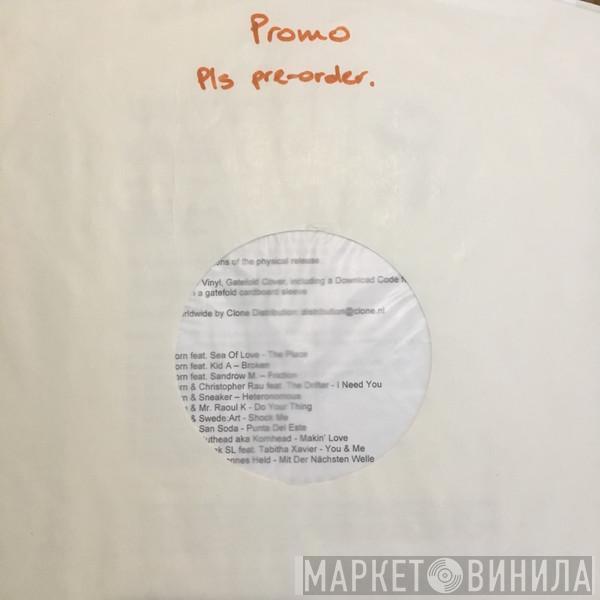 Promo
Pls pre-order.
ons of the physical release
Vinyl, Gatefold Cover, including a Download Code
a gatefold cardboard sleeve
rldwide by Clone Distribution: distribution@clone.nl
orn feat. Sea Of Love - The Place
orn feat. Kid A – Broken
orn feat. Sandrow M. – Friction
rn & Christopher Rau feat. The Drifter - I Need You
n & Sneaker – Heteronomous
& Mr. Raoul K - Do Your Thing
& Swede:Art - Shock Me
San Soda - Punta Del Este
uthead aka Kornhead - Makin' Love
k SL feat. Tabitha Xavier - You & Me
nnes Held - Mit Der Nächsten Welle
МАРКЕТ ВИНИЛА